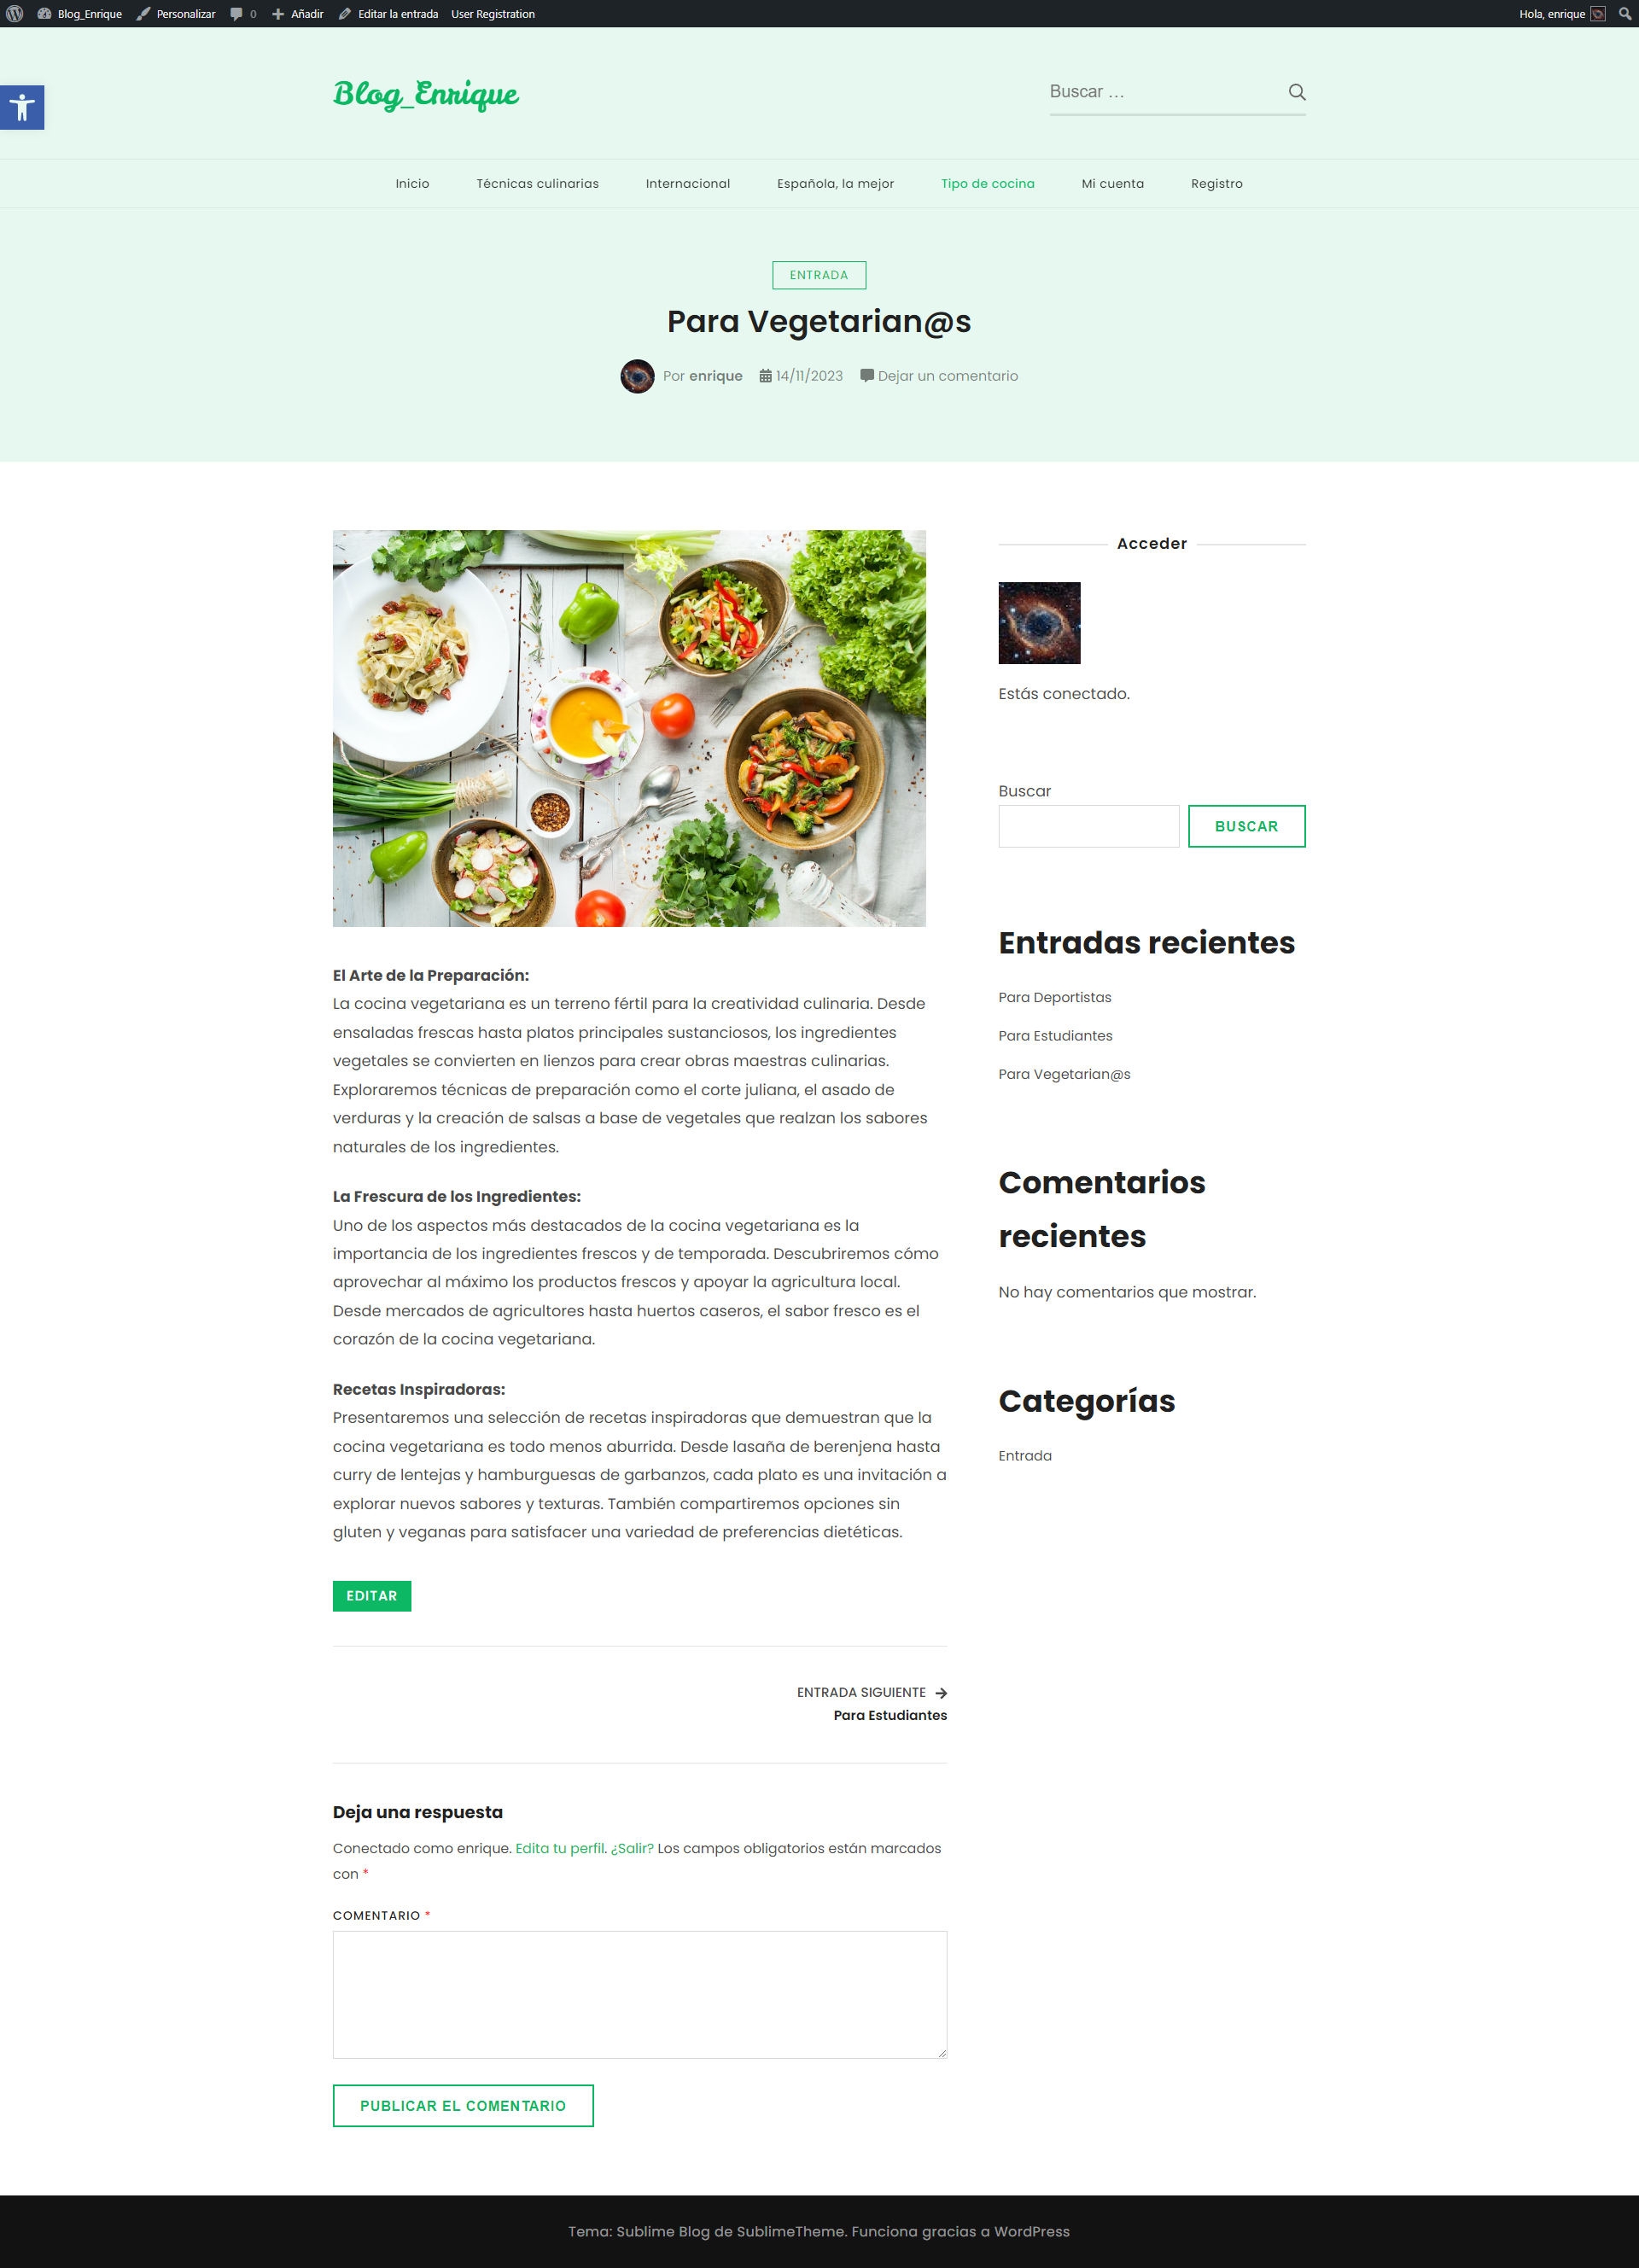 Blog_Enrique Personalizar 0 Añadir Editar la entrada User Registration Hola, enrique
Blog_Enrique
Buscar …
Inicio Técnicas culinarias Internacional Española, la mejor Tipo de cocina Mi cuenta Registro
ENTRADA
Para Vegetarian@s
Por enrique 14/11/2023 Dejar un comentario
El Arte de la Preparación:
La cocina vegetariana es un terreno fértil para la creatividad culinaria. Desde
ensaladas frescas hasta platos principales sustanciosos, los ingredientes
vegetales se convierten en lienzos para crear obras maestras culinarias.
Exploraremos técnicas de preparación como el corte juliana, el asado de
verduras y la creación de salsas a base de vegetales que realzan los sabores
naturales de los ingredientes.
La Frescura de los Ingredientes:
Uno de los aspectos más destacados de la cocina vegetariana es la
importancia de los ingredientes frescos y de temporada. Descubriremos cómo
aprovechar al máximo los productos frescos y apoyar la agricultura local.
Desde mercados de agricultores hasta huertos caseros, el sabor fresco es el
corazón de la cocina vegetariana.
Recetas Inspiradoras:
Presentaremos una selección de recetas inspiradoras que demuestran que la
cocina vegetariana es todo menos aburrida. Desde lasaña de berenjena hasta
curry de lentejas y hamburguesas de garbanzos, cada plato es una invitación a
explorar nuevos sabores y texturas. También compartiremos opciones sin
gluten y veganas para satisfacer una variedad de preferencias dietéticas.
EDITAR
ENTRADA SIGUIENTE
Para Estudiantes
Deja una respuesta
Conectado como enrique. Edita tu perfil. ¿Salir? Los campos obligatorios están marcados
con *
COMENTARIO *
PUBLICAR EL COMENTARIO
Acceder
Estás conectado.
Buscar
BUSCAR
Entradas recientes
Para Deportistas
Para Estudiantes
Para Vegetarian@s
Comentarios
recientes
No hay comentarios que mostrar.
Categorías
Entrada
Tema: Sublime Blog de SublimeTheme. Funciona gracias a WordPress